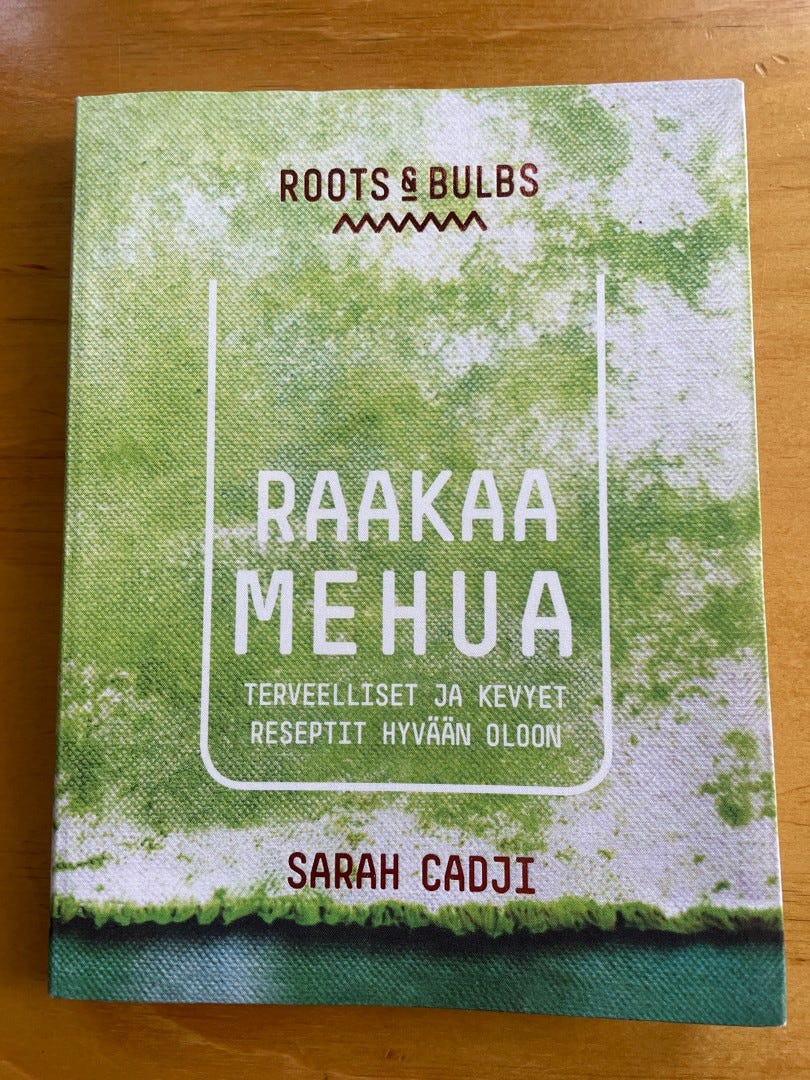 ROOTS & BULBS
RAAKAA
MEHUA
TERVEELLISET JA KEVYET
RESEPTIT HYVÄÄN OLOON
SARAH CADJI